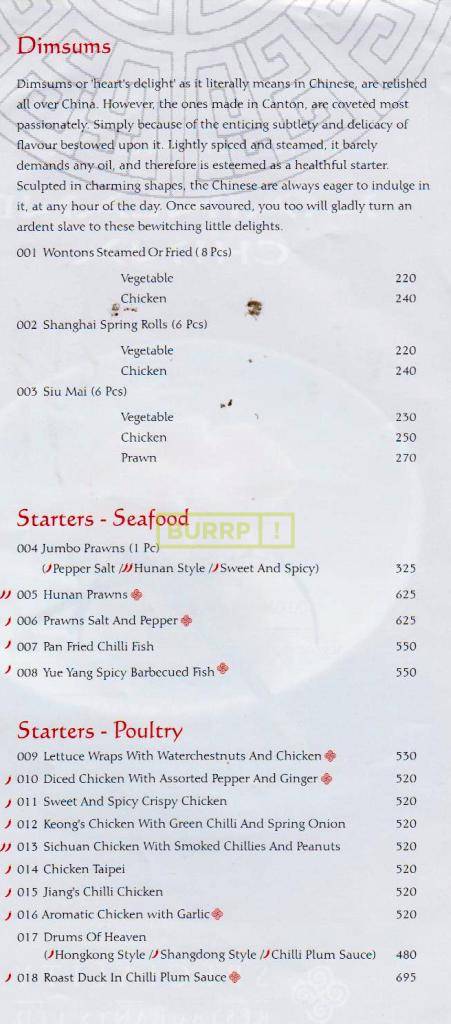 Dimsums
Dimsums or 'heart's delight' as it literally means in Chinese, are relished
all over China. However, the ones made in Canton, are coveted most
passionately. Simply because of the enticing subtlety and delicacy of
flavour bestowed upon it. Lightly spiced and steamed, it barely
demands any oil, and therefore is esteemed as a healthful starter.
Sculpted in charming shapes, the Chinese are always eager to indulge in
it, at any hour of the day. Once savoured, you too will gladly turn an
ardent slave to these bewitching little delights.
001 Wontons Steamed Or Fried ( 8 Pcs)
Vegetable 220
Chicken 240
002 Shanghai Spring Rolls (6 Pcs)
Vegetable 220
Chicken 240
003 Siu Mai (6 Pcs)
Vegetable 230
Chicken 250
Prawn 270
Starters - Seafood
BURRP !
004 Jumbo Prawns (1 Pc)
(Pepper Salt /Hunan Style /Sweet And Spicy) 325
005 Hunan Prawns 625
006 Prawns Salt And Pepper 625
007 Pan Fried Chilli Fish 550
008 Yue Yang Spicy Barbecued Fish 550
Starters - Poultry
009 Lettuce Wraps With Waterchestnuts And Chicken 530
010 Diced Chicken With Assorted Pepper And Ginger 520
011 Sweet And Spicy Crispy Chicken 520
012 Keong's Chicken With Green Chilli And Spring Onion 520
013 Sichuan Chicken With Smoked Chillies And Peanuts 520
014 Chicken Taipei 520
015 Jiang's Chilli Chicken 520
016 Aromatic Chicken with Garlic 520
017 Drums Of Heaven
(Hongkong Style /Shangdong Style /Chilli Plum Sauce) 480
018 Roast Duck In Chilli Plum Sauce 695